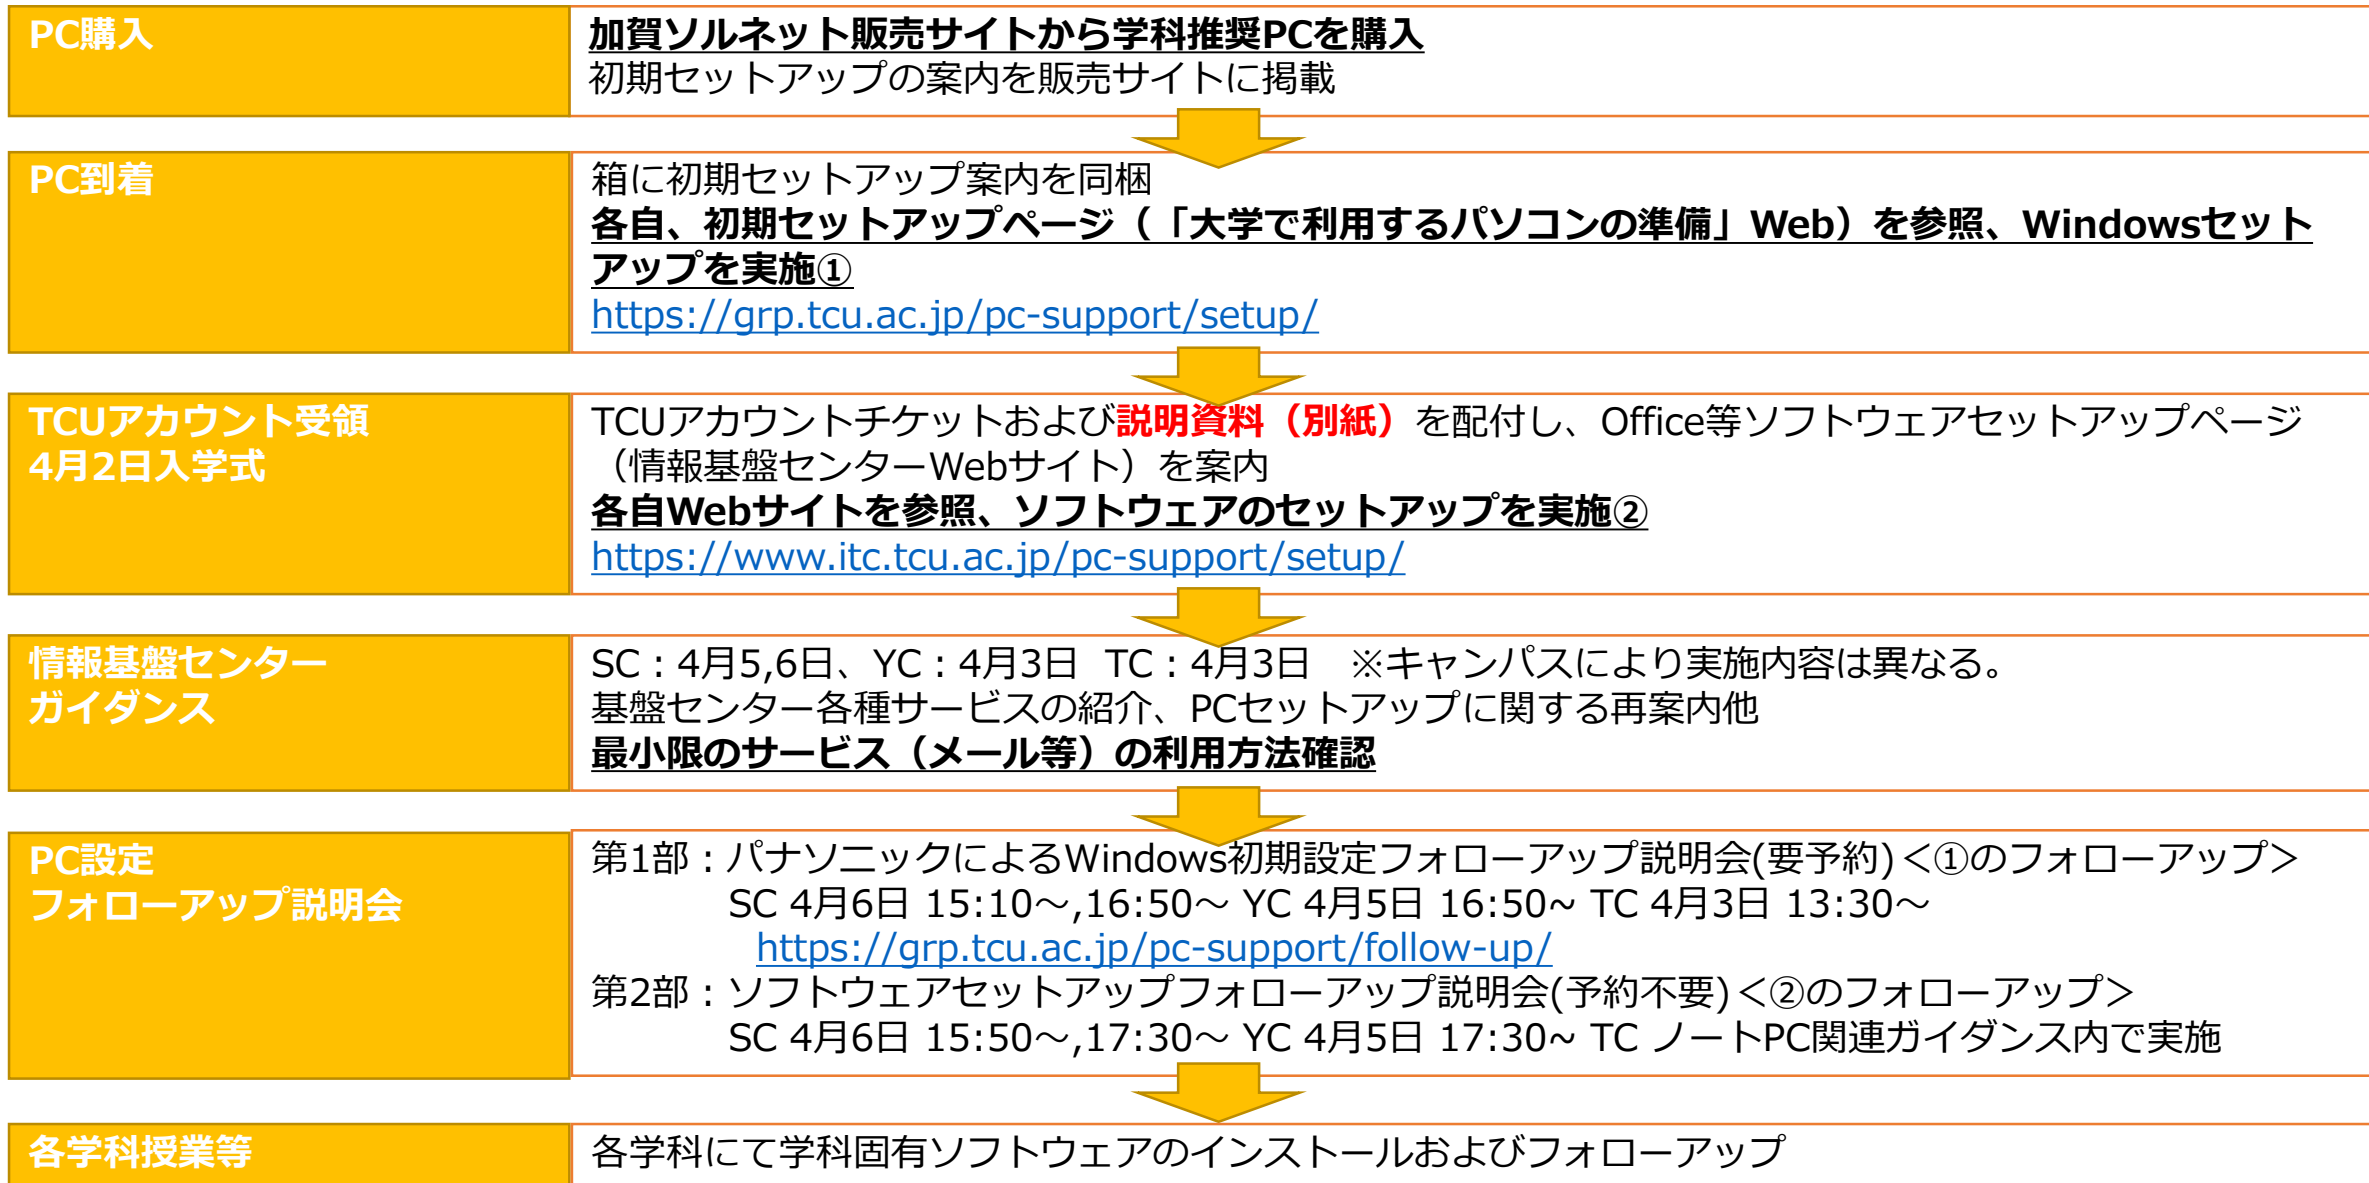 PC購入
加賀ソルネット販売サイトから学科推奨PCを購入
初期セットアップの案内を販売サイトに掲載
PC到着
箱に初期セットアップ案内を同梱
各自、初期セットアップページ（「大学で利用するパソコンの準備」Web）を参照、Windowsセット
アップを実施①
https://grp.tcu.ac.jp/pc-support/setup/
TCUアカウント受領
4月2日入学式
TCUアカウントチケットおよび説明資料（別紙）を配付し、Office等ソフトウェアセットアップページ
（情報基盤センターWebサイト）を案内
各自Webサイトを参照、ソフトウェアのセットアップを実施②
https://www.itc.tcu.ac.jp/pc-support/setup/
情報基盤センター
ガイダンス
SC：4月5,6日、YC：4月3日 TC：4月3日　※キャンパスにより実施内容は異なる。
基盤センター各種サービスの紹介、PCセットアップに関する再案内他
最小限のサービス（メール等）の利用方法確認
PC設定
フォローアップ説明会
第1部：パナソニックによるWindows初期設定フォローアップ説明会(要予約)＜①のフォローアップ＞
SC 4月6日 15:10～,16:50～ YC 4月5日 16:50~ TC 4月3日 13:30～
https://grp.tcu.ac.jp/pc-support/follow-up/
第2部：ソフトウェアセットアップフォローアップ説明会(予約不要)＜②のフォローアップ＞
SC 4月6日 15:50～,17:30～ YC 4月5日 17:30~ TC ノートPC関連ガイダンス内で実施
各学科授業等
各学科にて学科固有ソフトウェアのインストールおよびフォローアップ